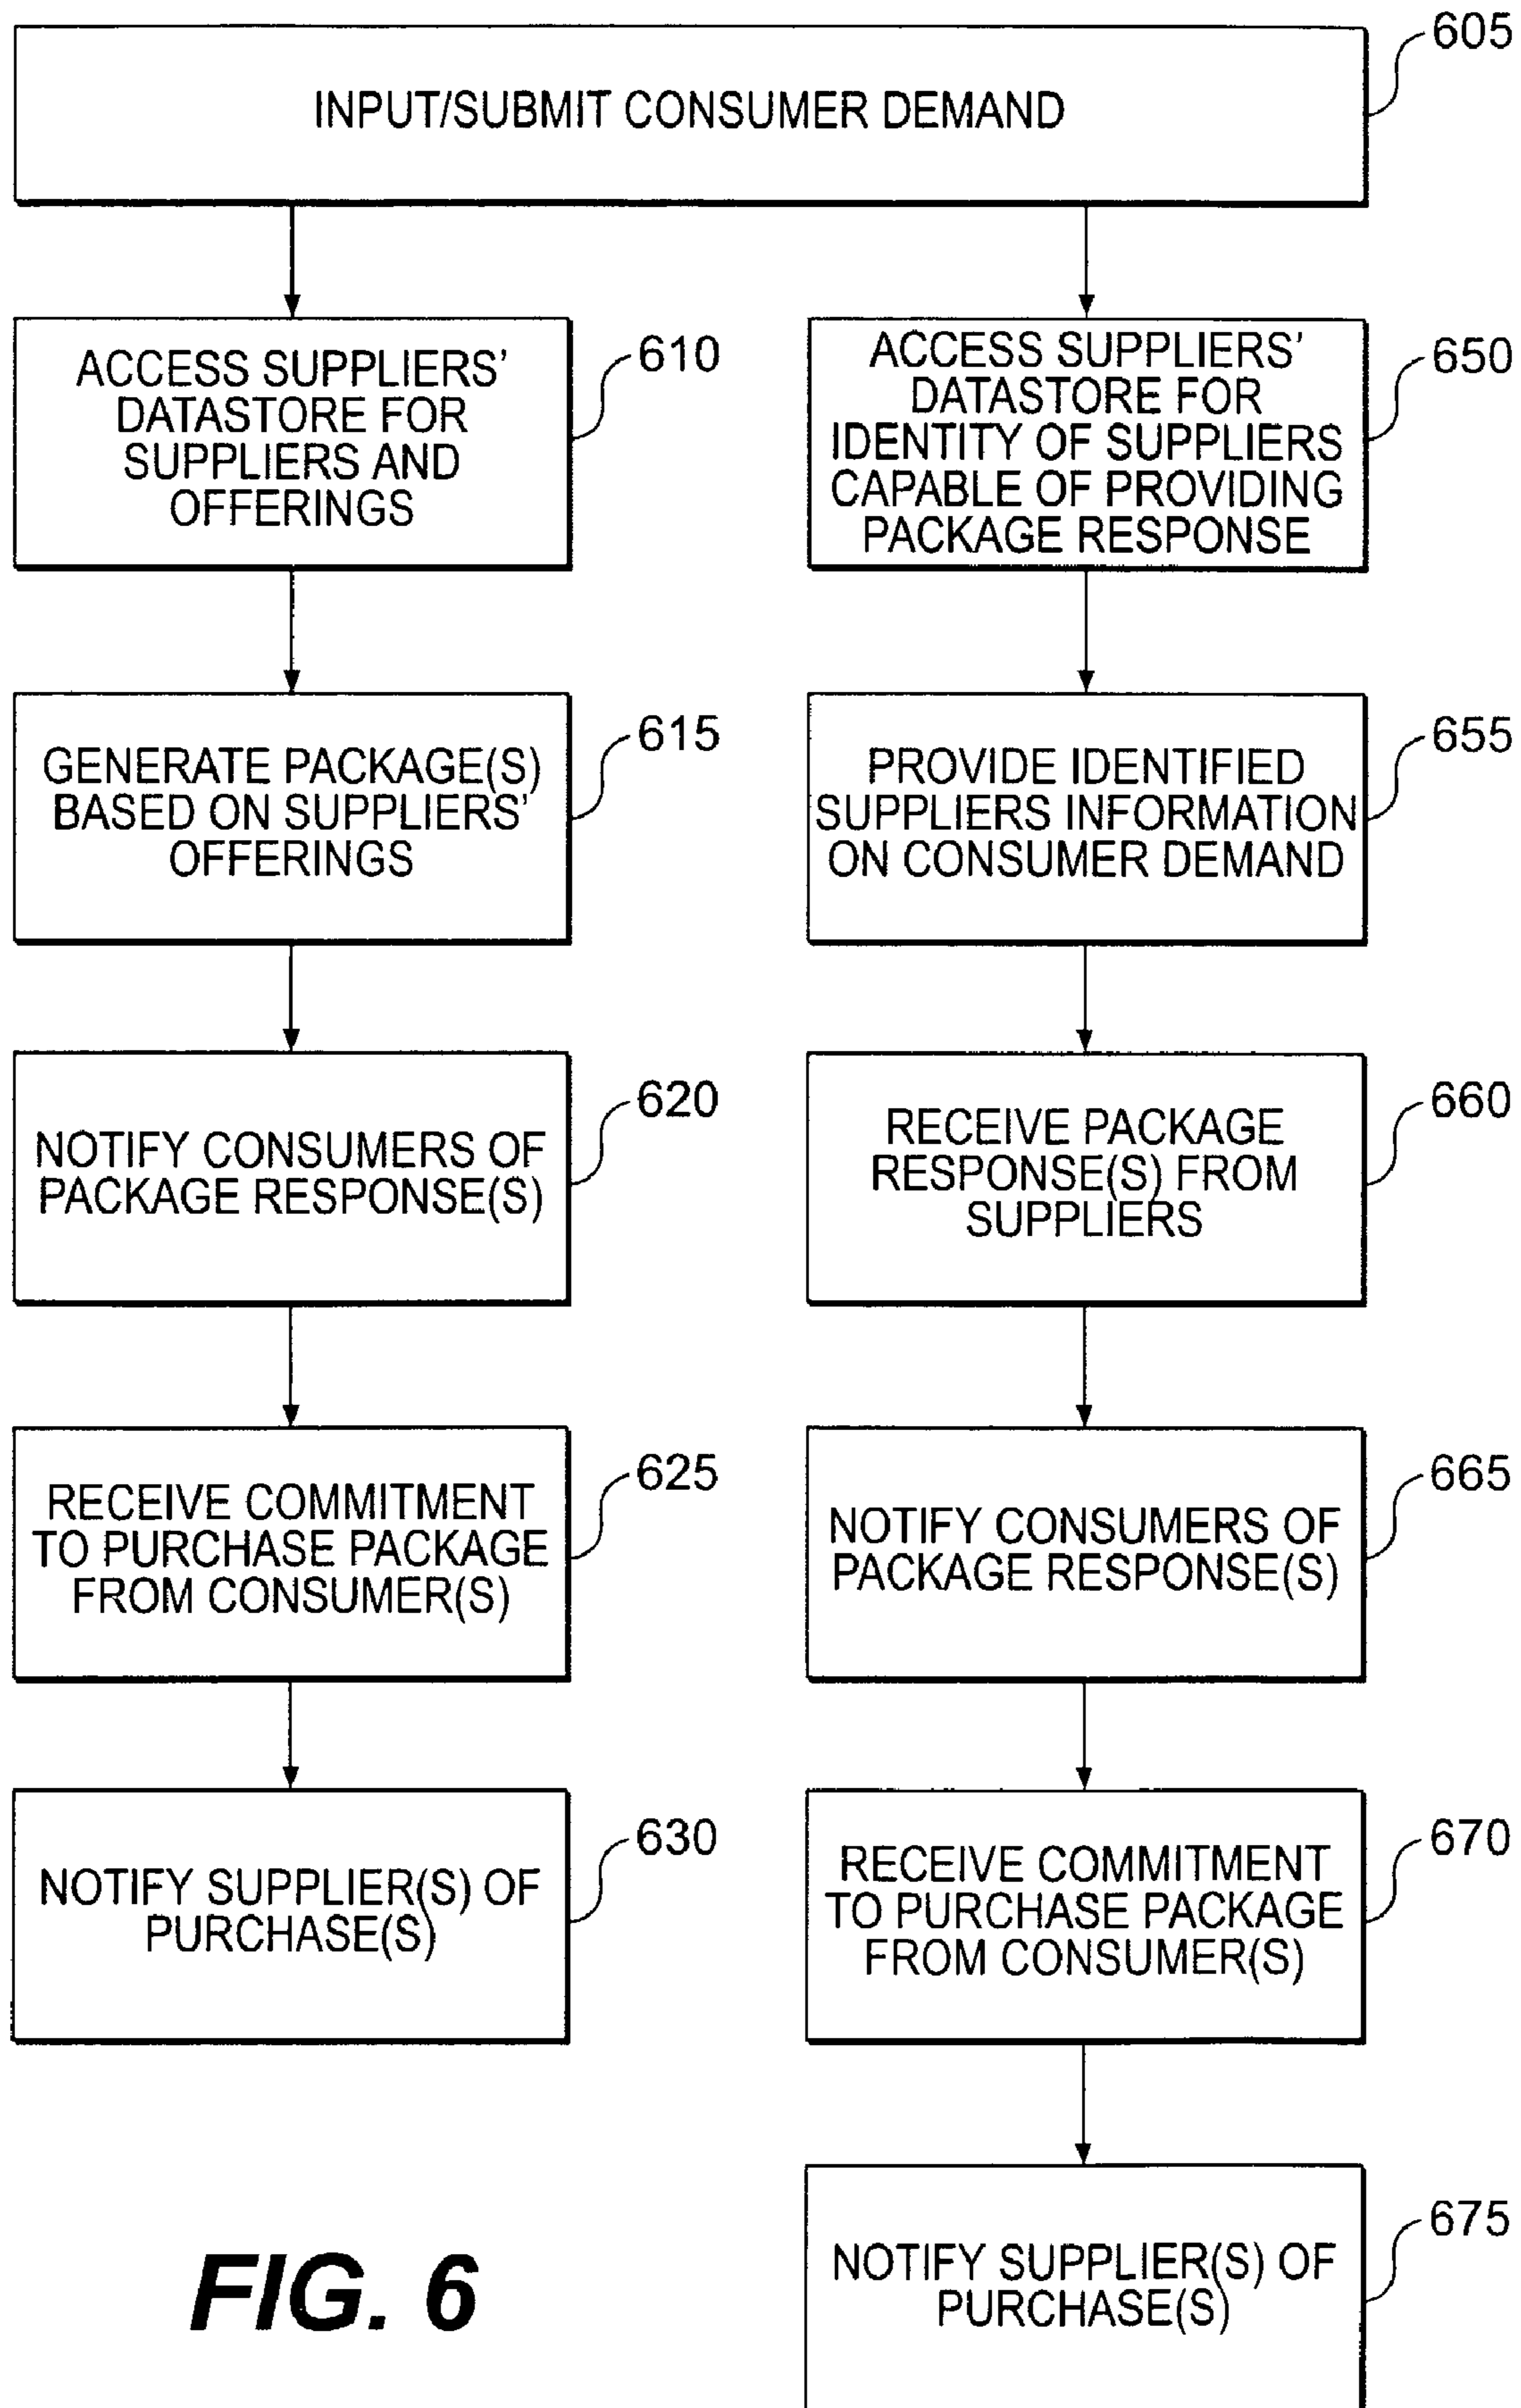 605
INPUT/SUBMIT CONSUMER DEMAND
ACCESS SUPPLIERS'
DATASTORE FOR
SUPPLIERS AND
OFFERINGS
610
GENERATE PACKAGE(S)
BASED ON SUPPLIERS'
OFFERINGS
615
NOTIFY CONSUMERS OF
PACKAGE RESPONSE(S)
620
RECEIVE COMMITMENT
TO PURCHASE PACKAGE
FROM CONSUMER(S)
625
NOTIFY SUPPLIER(S) OF
PURCHASE(S)
630
ACCESS SUPPLIERS'
DATASTORE FOR
IDENTITY OF SUPPLIERS
CAPABLE OF PROVIDING
PACKAGE RESPONSE
650
PROVIDE IDENTIFIED
SUPPLIERS INFORMATION
ON CONSUMER DEMAND
655
RECEIVE PACKAGE
RESPONSE(S) FROM
SUPPLIERS
660
NOTIFY CONSUMERS OF
PACKAGE RESPONSE(S)
665
RECEIVE COMMITMENT
TO PURCHASE PACKAGE
FROM CONSUMER(S)
670
NOTIFY SUPPLIER(S) OF
PURCHASE(S)
675
FIG. 6